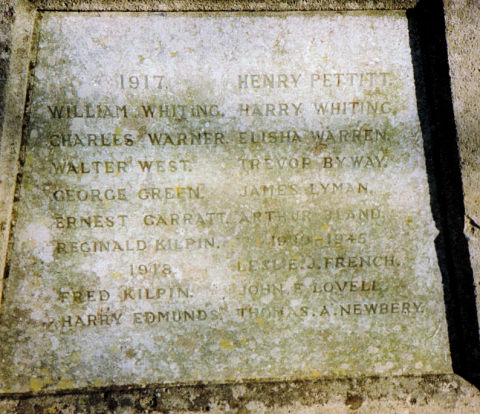 1917.
WILLIAM WHITING.
CHARLES WARNER.
WALTER WEST.
GEORGE GREEN.
ERNEST GARRATT.
REGINALD KILPIN.
1918.
FRED KILPIN.
HARRY EDMUNDS.
HENRY PETTITT.
HARRY WHITING.
ELISHA WARREN.
TREVOR BYWAY.
JAMES LYMAN.
ARTHUR BLAND.
1939-1945
LESLIE.J.FRENCH.
JOHN F. LOVELL.
THOMAS.A.NEWBERY.